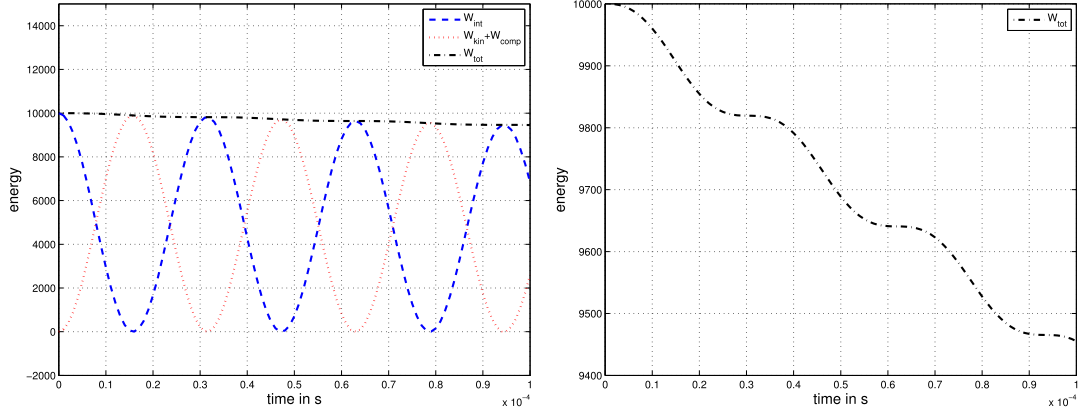 14000
12000
10000
8000
6000
4000
2000
0
−2000
energy
W_int
W_kin+W_comp
W_tot
0 0.1 0.2 0.3 0.4 0.5 0.6 0.7 0.8 0.9 1
time in s
x 10^-4
10000
9900
9800
9700
9600
9500
9400
energy
W_tot
0 0.1 0.2 0.3 0.4 0.5 0.6 0.7 0.8 0.9 1
time in s
x 10^-4